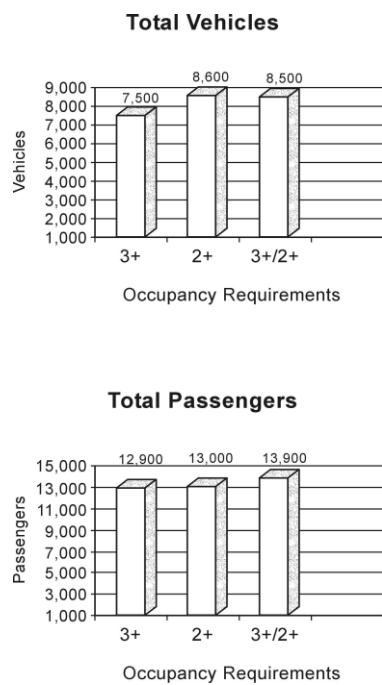 Total Vehicles
8,600
8,500
7,500
9,000
8,000
7,000
6,000
5,000
4,000
3,000
2,000
1,000
Vehicles
3+ 2+ 3+/2+
Occupancy Requirements
Total Passengers
12,900 13,000 13,900
15,000
13,000
11,000
9,000
7,000
5,000
3,000
1,000
Passengers
3+ 2+ 3+/2+
Occupancy Requirements